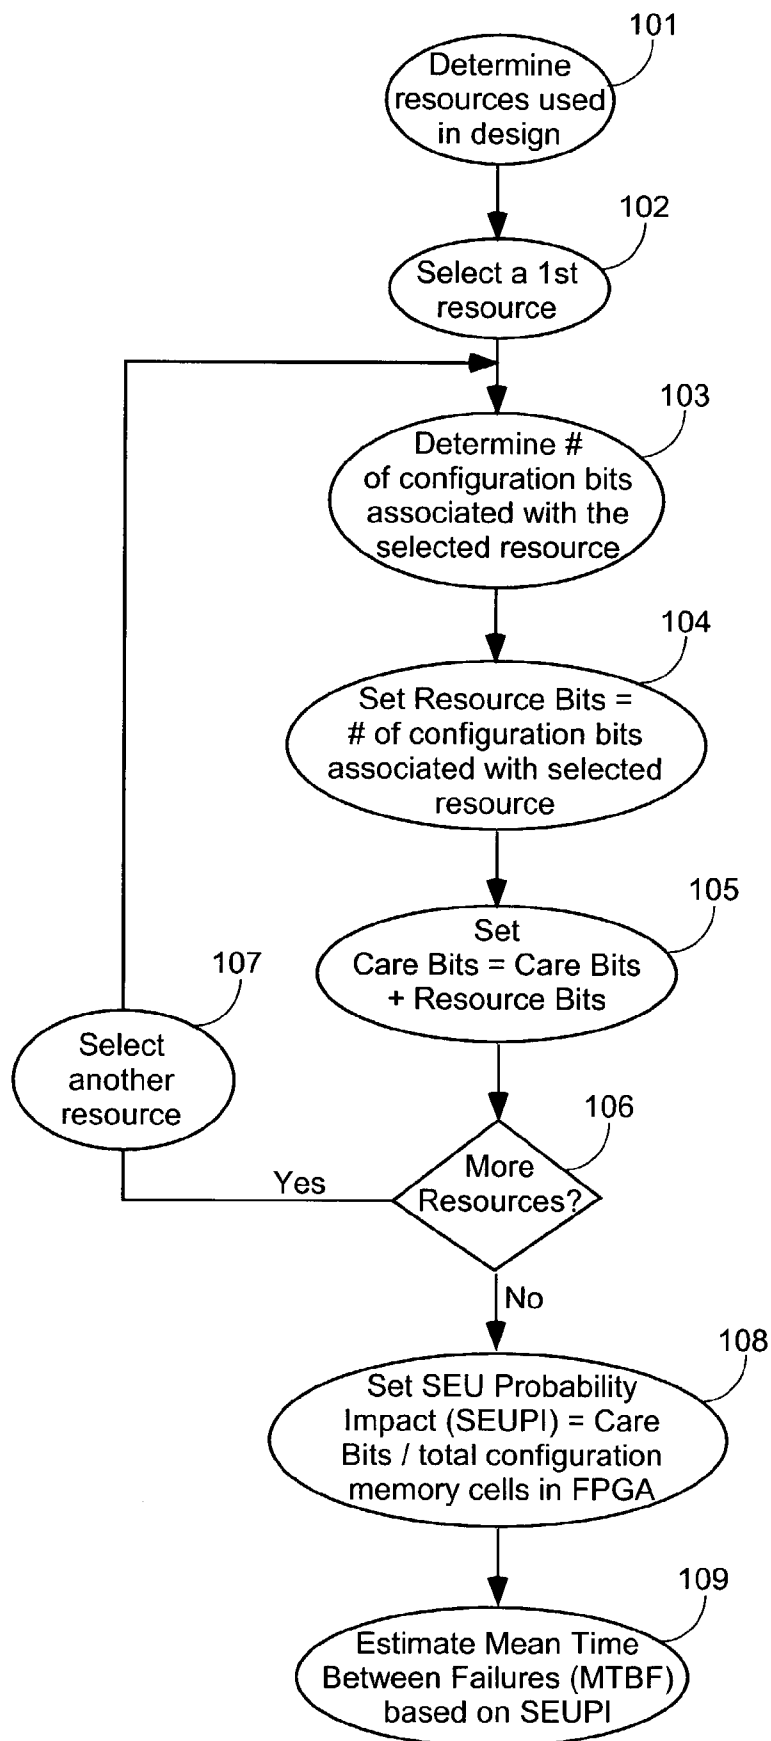 101
Determine
resources used
in design
102
Select a 1st
resource
103
Determine #
of configuration bits
associated with the
selected resource
104
Set Resource Bits =
# of configuration bits
associated with selected
resource
105
Set
Care Bits = Care Bits
+ Resource Bits
107
Select
another
resource
106
More
Resources?
Yes
No
108
Set SEU Probability
Impact (SEUPI) = Care
Bits / total configuration
memory cells in FPGA
109
Estimate Mean Time
Between Failures (MTBF)
based on SEUPI